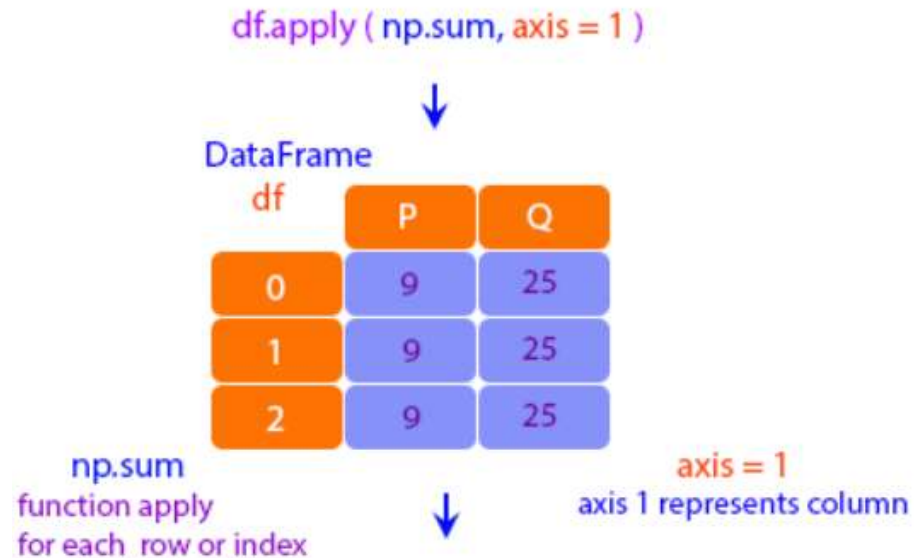 df.apply ( np.sum, axis = 1 )
DataFrame
df
P Q
0 9 25
1 9 25
2 9 25
np.sum
function apply
for each row or index
axis = 1
axis 1 represents column